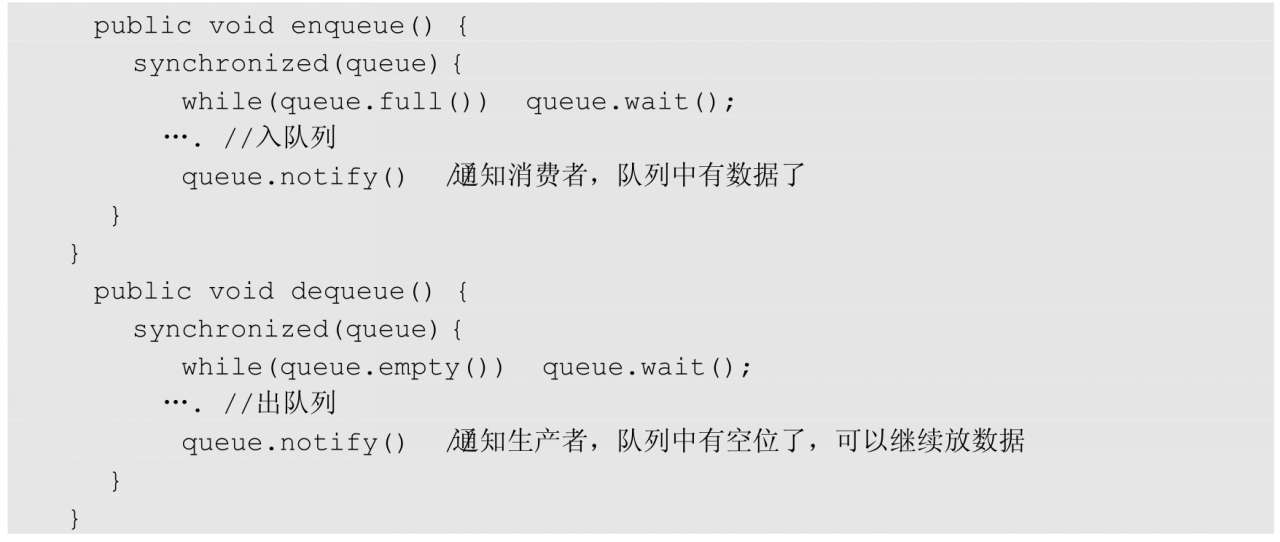 public void enqueue() {
synchronized(queue){
while(queue.full()) queue.wait();
…. //入队列
queue.notify() /通知消费者，队列中有数据了
}
}
public void dequeue() {
synchronized(queue){
while(queue.empty()) queue.wait();
…. //出队列
queue.notify() /通知生产者，队列中有空位了，可以继续放数据
}
}